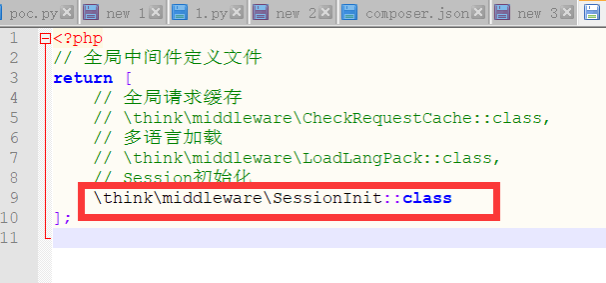 poc.py new 1 1.py new 2 composer.json new 3
1 <?php
2 // 全局中间件定义文件
3 return [
4 // 全局请求缓存
5 // \think\middleware\CheckRequestCache::class,
6 // 多语言加载
7 // \think\middleware\LoadLangPack::class,
8 // Session初始化
9 \think\middleware\SessionInit::class
10 ];
11